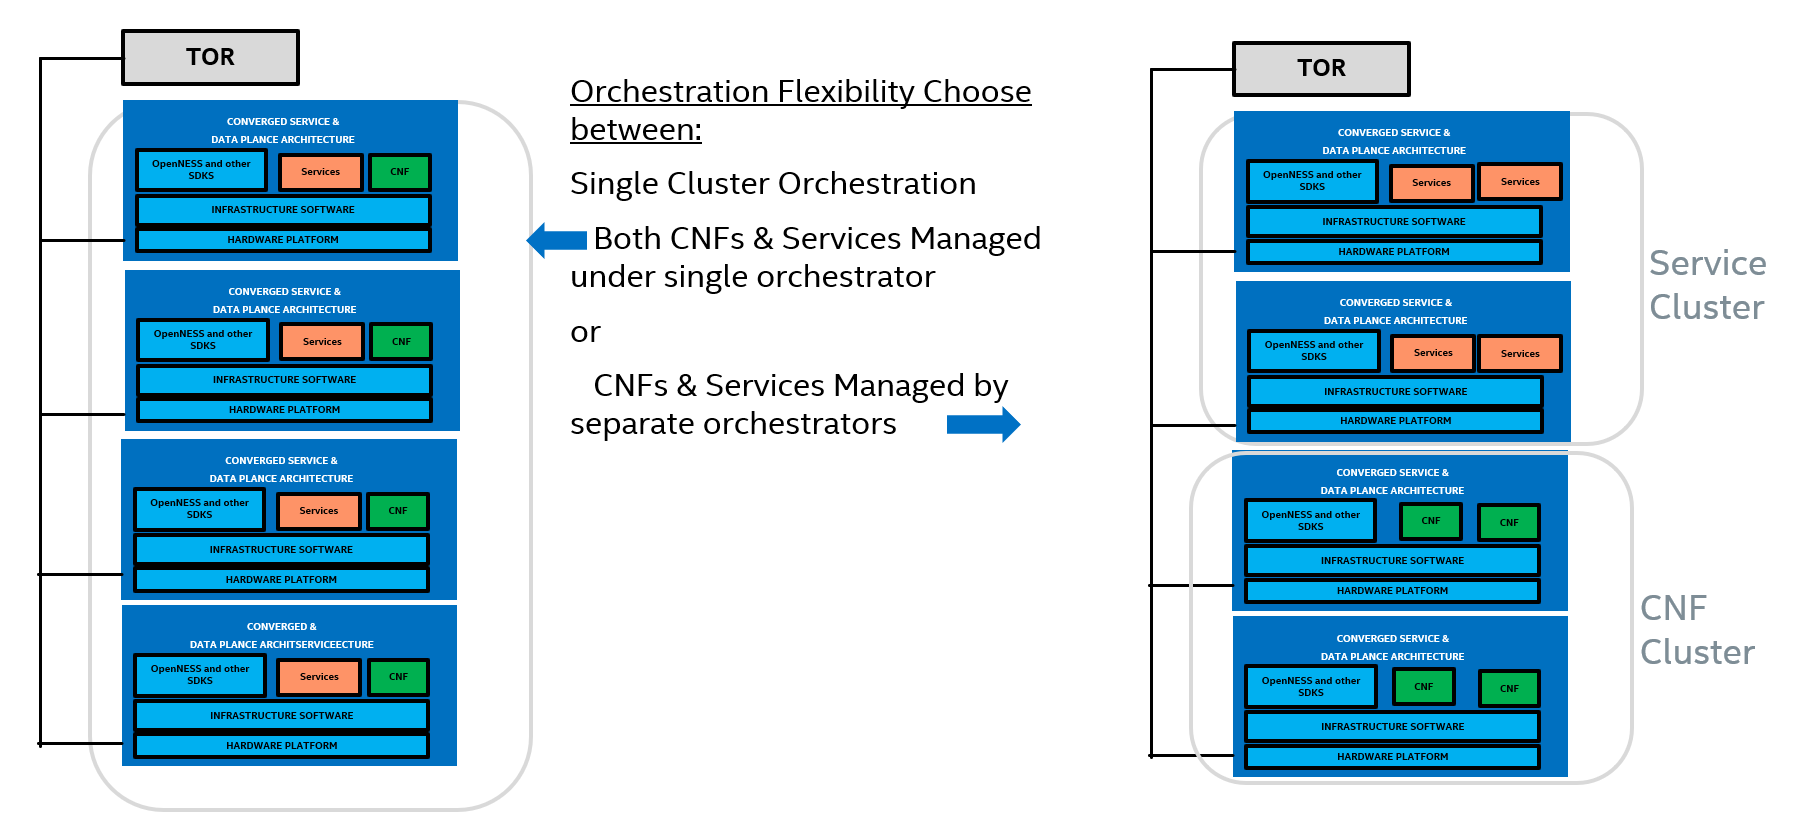 TOR
CONVERGED SERVICE &
DATA PLANCE ARCHITECTURE
OpenNESS and other
SDKS
Services
CNF
INFRASTRUCTURE SOFTWARE
HARDWARE PLATFORM
CONVERGED SERVICE &
DATA PLANCE ARCHITECTURE
OpenNESS and other
SDKS
Services
CNF
INFRASTRUCTURE SOFTWARE
HARDWARE PLATFORM
CONVERGED SERVICE &
DATA PLANCE ARCHITECTURE
OpenNESS and other
SDKS
Services
CNF
INFRASTRUCTURE SOFTWARE
HARDWARE PLATFORM
CONVERGED &
DATA PLANCE ARCHITSERVICEECTURE
OpenNESS and other
SDKS
Services
CNF
INFRASTRUCTURE SOFTWARE
HARDWARE PLATFORM
Orchestration Flexibility Choose
between:
Single Cluster Orchestration
Both CNFs & Services Managed
under single orchestrator
or
CNFs & Services Managed by
separate orchestrators
TOR
CONVERGED SERVICE &
DATA PLANCE ARCHITECTURE
OpenNESS and other
SDKS
Services
Services
INFRASTRUCTURE SOFTWARE
HARDWARE PLATFORM
CONVERGED SERVICE &
DATA PLANCE ARCHITECTURE
OpenNESS and other
SDKS
Services
Services
INFRASTRUCTURE SOFTWARE
HARDWARE PLATFORM
Service
Cluster
CONVERGED SERVICE &
DATA PLANCE ARCHITECTURE
OpenNESS and other
SDKS
CNF
CNF
INFRASTRUCTURE SOFTWARE
HARDWARE PLATFORM
CONVERGED SERVICE &
DATA PLANCE ARCHITECTURE
OpenNESS and other
SDKS
CNF
CNF
INFRASTRUCTURE SOFTWARE
HARDWARE PLATFORM
CNF
Cluster